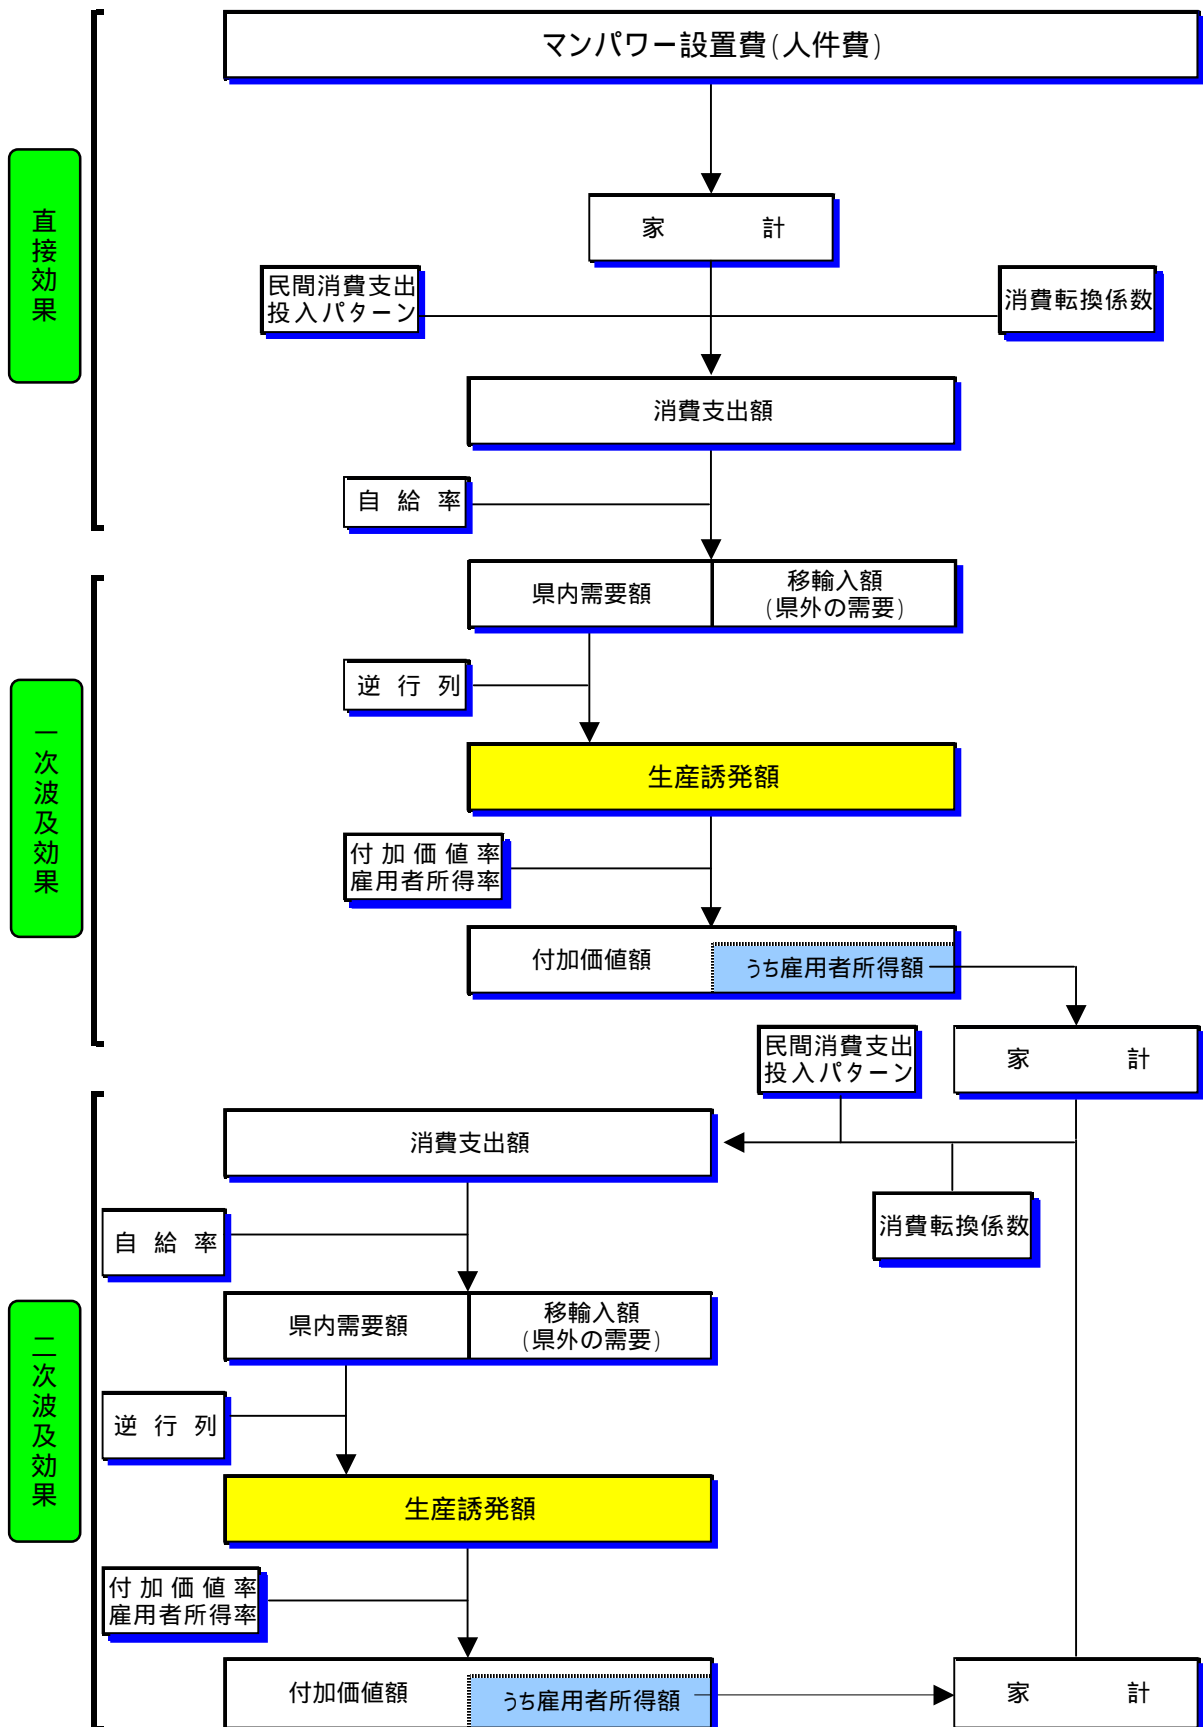 マンパワー設置費(人件費)
直接効果
家 計
民間消費支出
投入パターン
消費転換係数
消費支出額
自 給 率
県内需要額
移輸入額
(県外の需要)
一次波及効果
逆 行 列
生産誘発額
付 加 価 値 率
雇用者所得率
付加価値額
うち雇用者所得額
民間消費支出
投入パターン
家 計
消費支出額
消費転換係数
自 給 率
二次波及効果
県内需要額
移輸入額
(県外の需要)
逆 行 列
生産誘発額
付 加 価 値 率
雇用者所得率
付加価値額
うち雇用者所得額
家 計